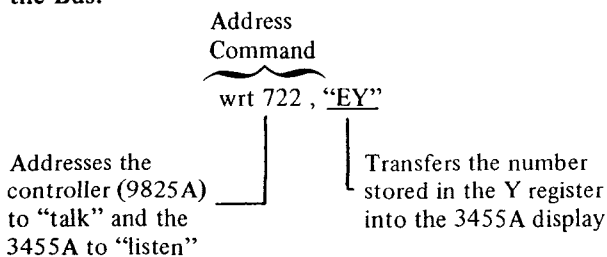 the Bus.
Address
Command
wrt 722 , “EY”
Addresses the
controller (9825A)
to “talk” and the
3455A to “listen”
Transfers the number
stored in the Y register
into the 3455A display